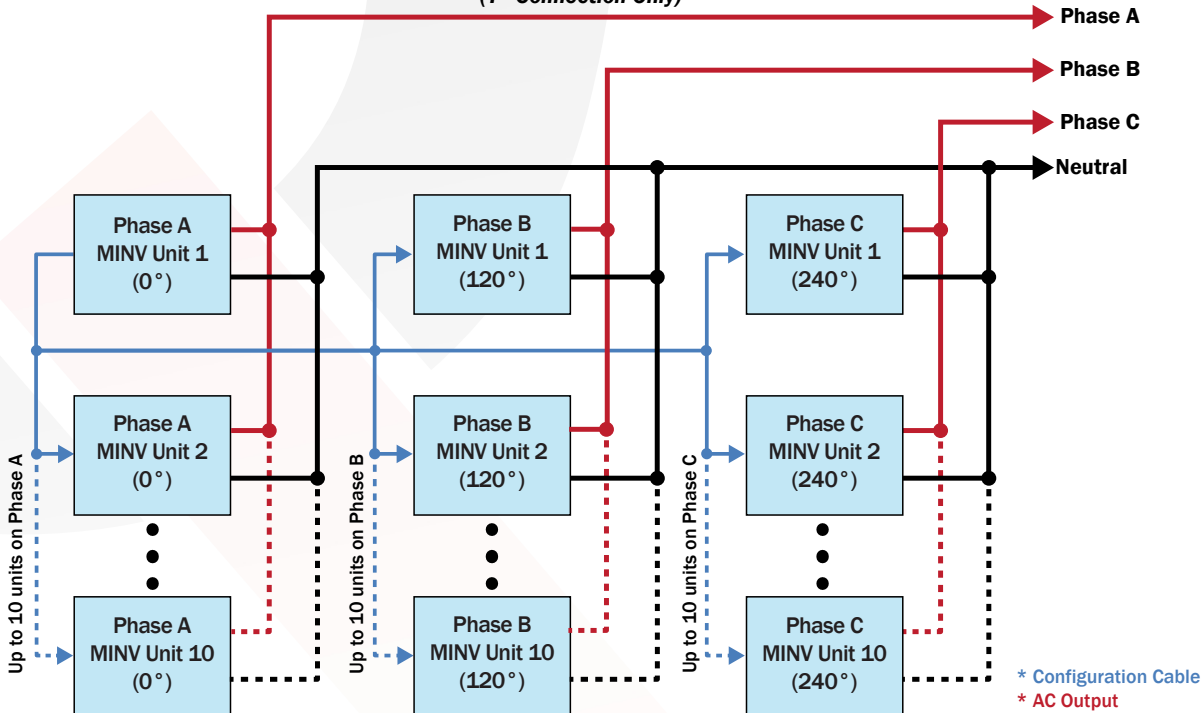 Connection Only)
Phase A
Phase B
Phase C
Neutral
Phase A
MINV Unit 1
(0°)
Phase B
MINV Unit 1
(120°)
Phase C
MINV Unit 1
(240°)
Phase A
MINV Unit 2
(0°)
Phase B
MINV Unit 2
(120°)
Phase C
MINV Unit 2
(240°)
Up to 10 units on Phase A
Up to 10 units on Phase B
Up to 10 units on Phase C
Phase A
MINV Unit 10
(0°)
Phase B
MINV Unit 10
(120°)
Phase C
MINV Unit 10
(240°)
* Configuration Cable
* AC Output